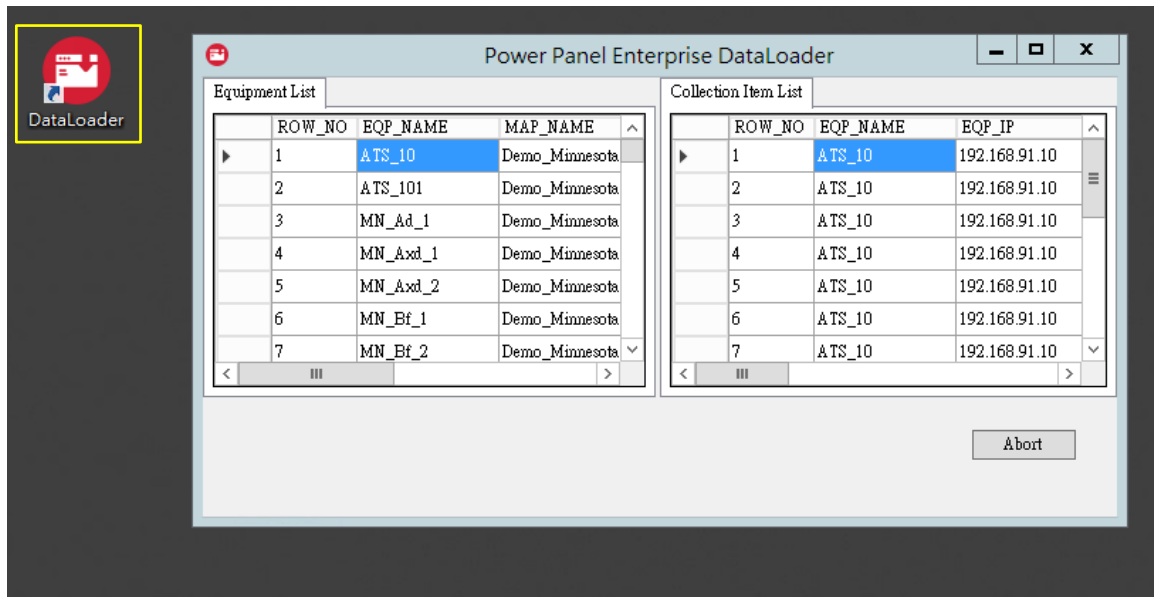 Power Panel Enterprise DataLoader
DataLoader
Equipment List
ROW_NO EQP_NAME MAP_NAME
1 ATS_10 Demo_Minnesota
2 ATS_101 Demo_Minnesota
3 MN_Ad_1 Demo_Minnesota
4 MN_Axd_1 Demo_Minnesota
5 MN_Axd_2 Demo_Minnesota
6 MN_Bf_1 Demo_Minnesota
7 MN_Bf_2 Demo_Minnesota
Collection Item List
ROW_NO EQP_NAME EQP_IP
1 ATS_10 192.168.91.10
2 ATS_10 192.168.91.10
3 ATS_10 192.168.91.10
4 ATS_10 192.168.91.10
5 ATS_10 192.168.91.10
6 ATS_10 192.168.91.10
7 ATS_10 192.168.91.10
Abort